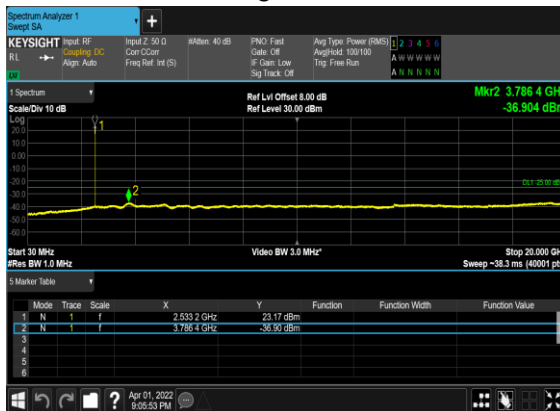 Spectrum Analyzer 1
Swept SA
+
KEYSIGHT Input: RF Input Z: 50 Ω #Atten: 40 dB PNO: Fast Avg Type: Power (RMS) 1 2 3 4 5 6
RL Coupling: DC Corr CCorr Gate: Off Avg|Hold: 100/100 A W W W W W
Align: Auto Freq Ref: Int (S) IF Gain: Low Trig: Free Run
Sig Track: Off A N N N N N
1 Spectrum
Scale/Div 10 dB Ref Lvl Offset 8.00 dB Mkr2 3.786 4 GH
Ref Level 30.00 dBm -36.904 dBr
Log
20.0 1
10.0
0.00
-10.0
-20.0 DL1 -25.00 dB
-30.0 2
-40.0
-50.0
-60.0
Start 30 MHz Video BW 3.0 MHz* Stop 20.000 GH
#Res BW 1.0 MHz Sweep ~38.3 ms (40001 pt
5 Marker Table
Mode Trace Scale X Y Function Function Width Function Value
1 N 1 f 2.533 2 GHz 23.17 dBm
2 N 1 f 3.786 4 GHz -36.90 dBm
3
4
5
6
? Apr 01, 2022
9:05:53 PM